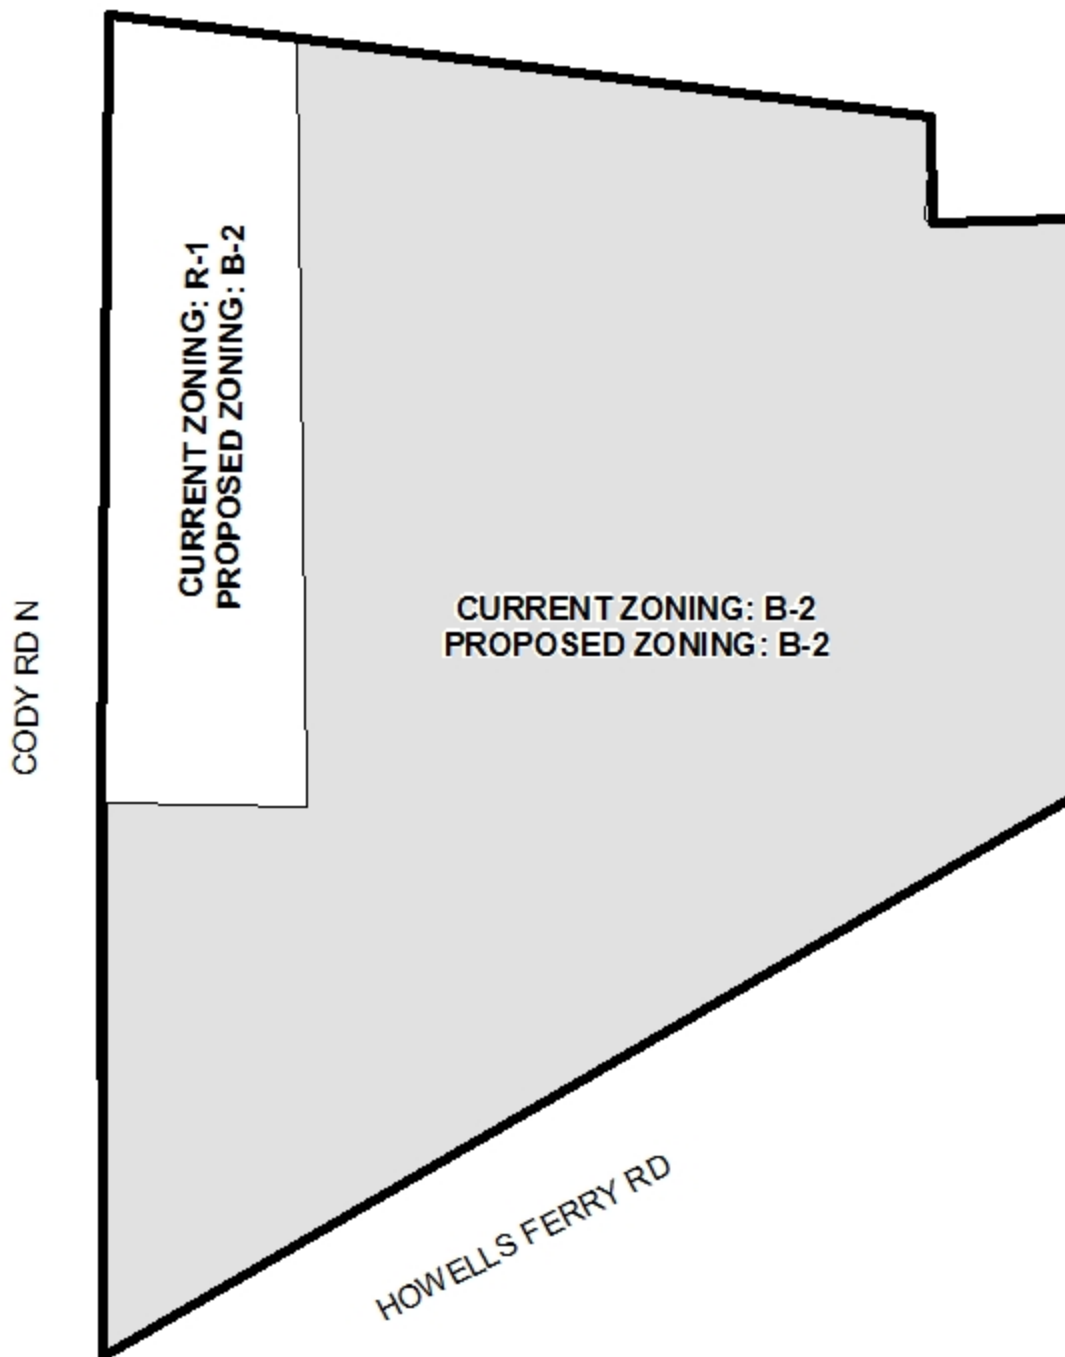 CURRENT ZONING: R-1
PROPOSED ZONING: B-2
CURRENT ZONING: B-2
PROPOSED ZONING: B-2
CODY RD N
HOWELLS FERRY RD